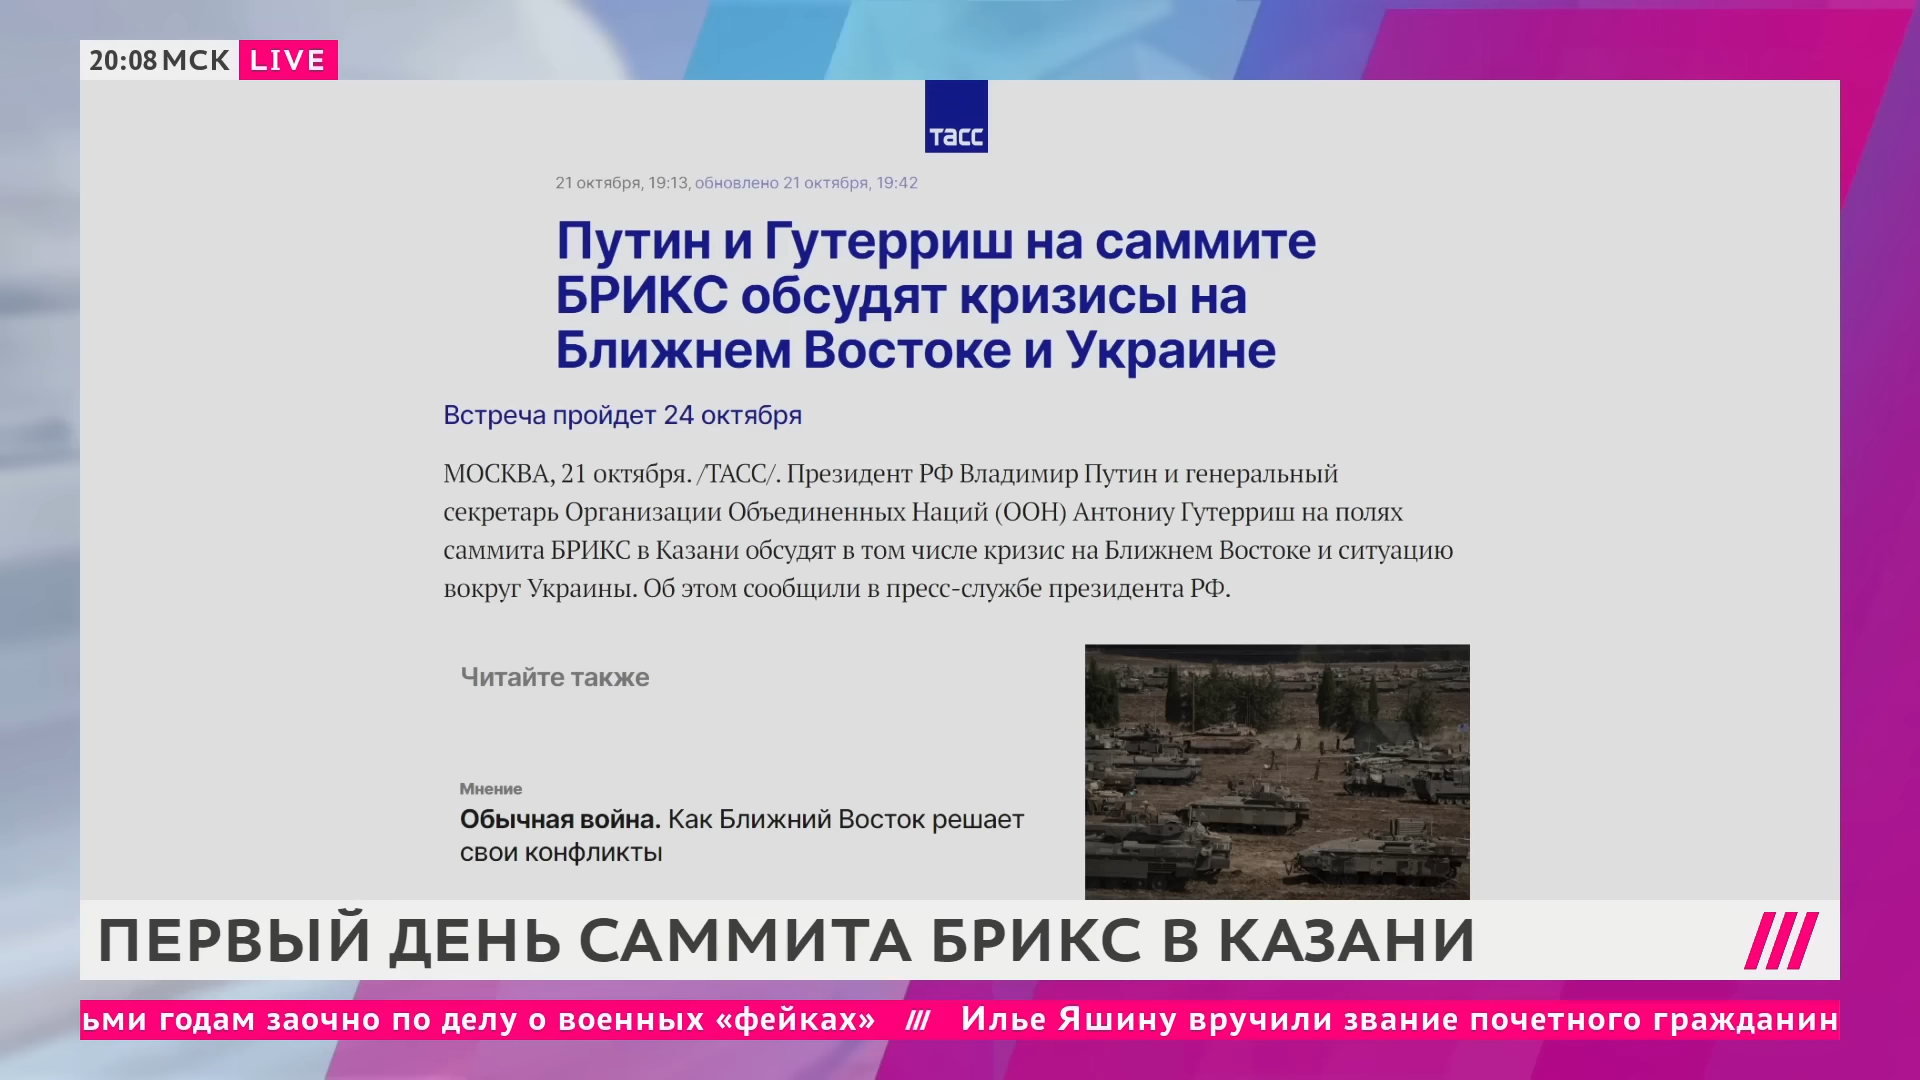 20:08 МСК LIVE
тасс
21 октября, 19:13, обновлено 21 октября, 19:42
Путин и Гутерриш на саммите
БРИКС обсудят кризисы на
Ближнем Востоке и Украине
Встреча пройдет 24 октября
МОСКВА, 21 октября. /ТАСС/. Президент РФ Владимир Путин и генеральный
секретарь Организации Объединенных Наций (ООН) Антониу Гутерриш на полях
саммита БРИКС в Казани обсудят в том числе кризис на Ближнем Востоке и ситуацию
вокруг Украины. Об этом сообщили в пресс-службе президента РФ.
Читайте также
Мнение
Обычная война. Как Ближний Восток решает
свои конфликты
ПЕРВЫЙ ДЕНЬ САММИТА БРИКС В КАЗАНИ
ьми годам заочно по делу о военных «фейках» /// Илье Яшину вручили звание почетного гражданин